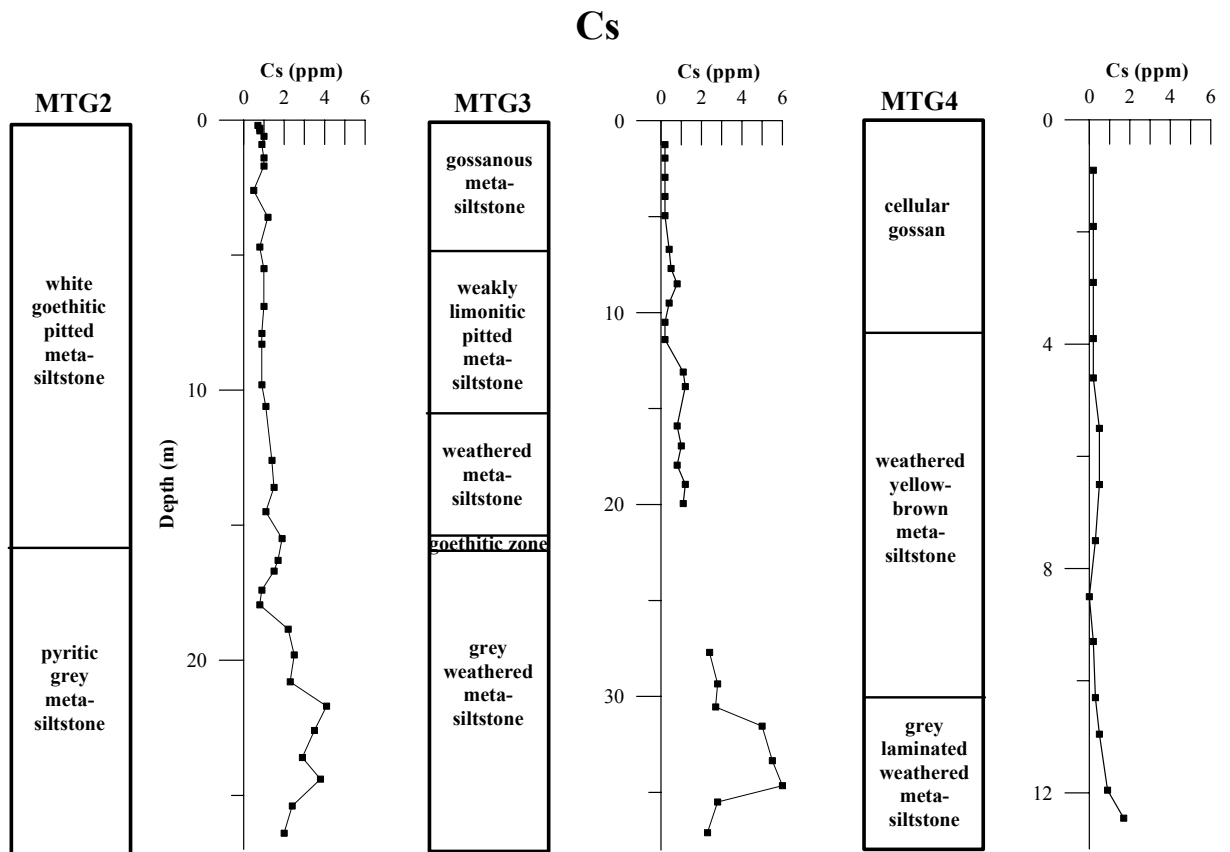 Cs
MTG2
Cs (ppm)
0 2 4 6
0
10
20
Depth (m)
white
goethitic
pitted
meta-
siltstone
pyritic
grey
meta-
siltstone
MTG3
Cs (ppm)
0 2 4 6
0
10
20
30
gossanous
meta-
siltstone
weakly
limonitic
pitted
meta-
siltstone
weathered
meta-
siltstone
goethitic zone
grey
weathered
meta-
siltstone
MTG4
Cs (ppm)
0 2 4 6
0
4
8
12
cellular
gossan
weathered
yellow-
brown
meta-
siltstone
grey
laminated
weathered
meta-
siltstone